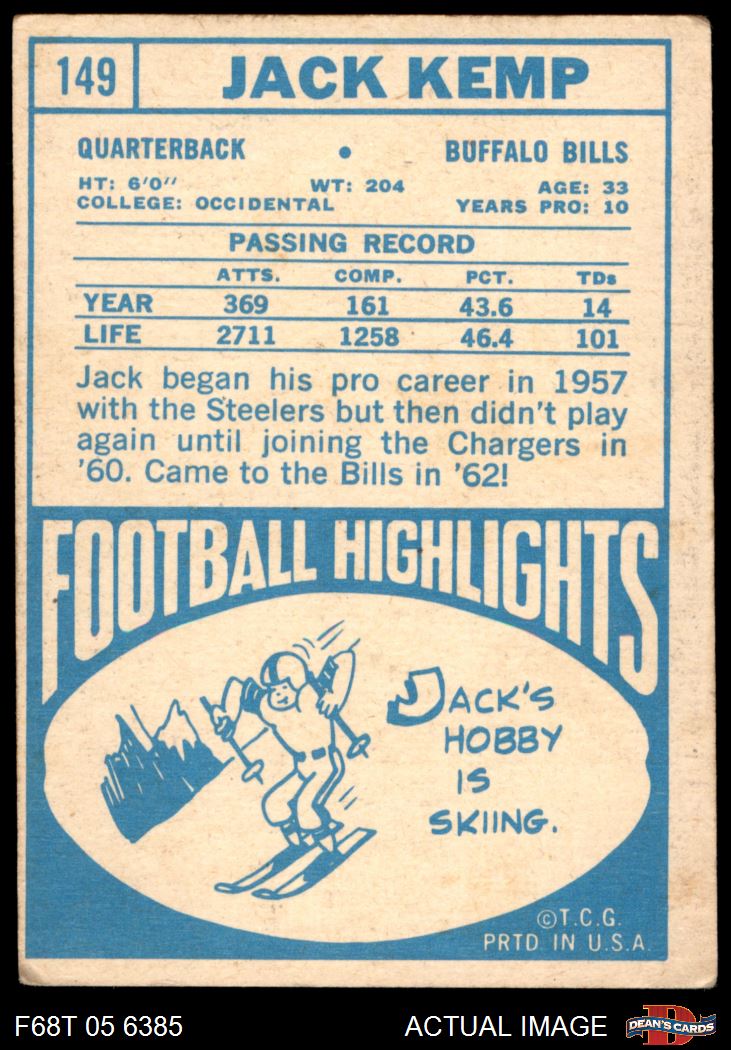 149 JACK KEMP
QUARTERBACK • BUFFALO BILLS
HT: 6'0" WT: 204 AGE: 33
COLLEGE: OCCIDENTAL YEARS PRO: 10
PASSING RECORD
ATTS. COMP. PCT. TDs
YEAR 369 161 43.6 14
LIFE 2711 1258 46.4 101
Jack began his pro career in 1957
with the Steelers but then didn't play
again until joining the Chargers in
'60. Came to the Bills in '62!
FOOTBALL HIGHLIGHTS
JACK'S
HOBBY
IS
SKIING.
©T.C.G.
PRTD IN U.S.A.
F68T 05 6385 ACTUAL IMAGE DEAN'S CARDS